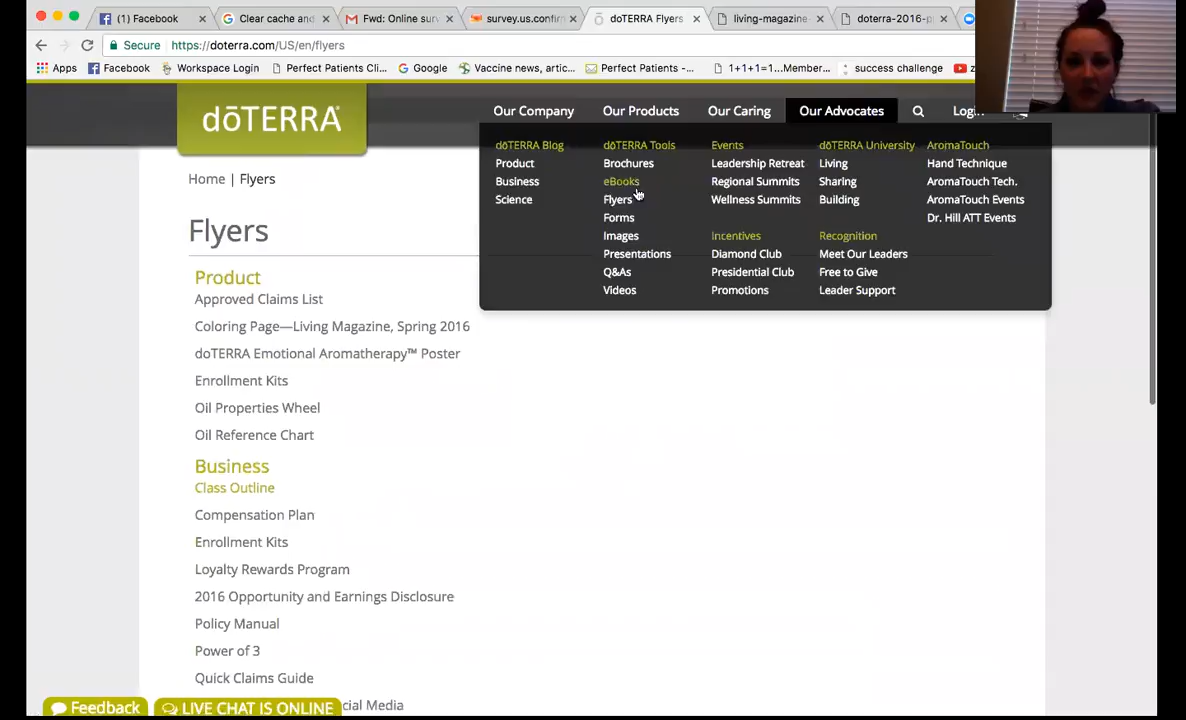 (1) Facebook
Clear cache and
Fwd: Online surv
survey.us.confirm
doTERRA Flyers
living-magazine
doterra-2016-p
Secure
https://doterra.com/US/en/flyers
Apps
Facebook
Workspace Login
Perfect Patients Cli...
Google
Vaccine news, artic...
Perfect Patients -...
1+1+1=1...Member...
success challenge
dōTERRA
Our Company
Our Products
Our Caring
Our Advocates
dōTERRA Blog
Product
Business
Science
dōTERRA Tools
Brochures
eBooks
Flyers
Forms
Images
Presentations
Q&As
Videos
Events
Leadership Retreat
Regional Summits
Wellness Summits
Incentives
Diamond Club
Presidential Club
Promotions
dōTERRA University
Living
Sharing
Building
Recognition
Meet Our Leaders
Free to Give
Leader Support
AromaTouch
Hand Technique
AromaTouch Tech.
AromaTouch Events
Dr. Hill ATT Events
Home | Flyers
Flyers
Product
Approved Claims List
Coloring Page—Living Magazine, Spring 2016
doTERRA Emotional Aromatherapy™ Poster
Enrollment Kits
Oil Properties Wheel
Oil Reference Chart
Business
Class Outline
Compensation Plan
Enrollment Kits
Loyalty Rewards Program
2016 Opportunity and Earnings Disclosure
Policy Manual
Power of 3
Quick Claims Guide
cial Media
Feedback
LIVE CHAT IS ONLINE